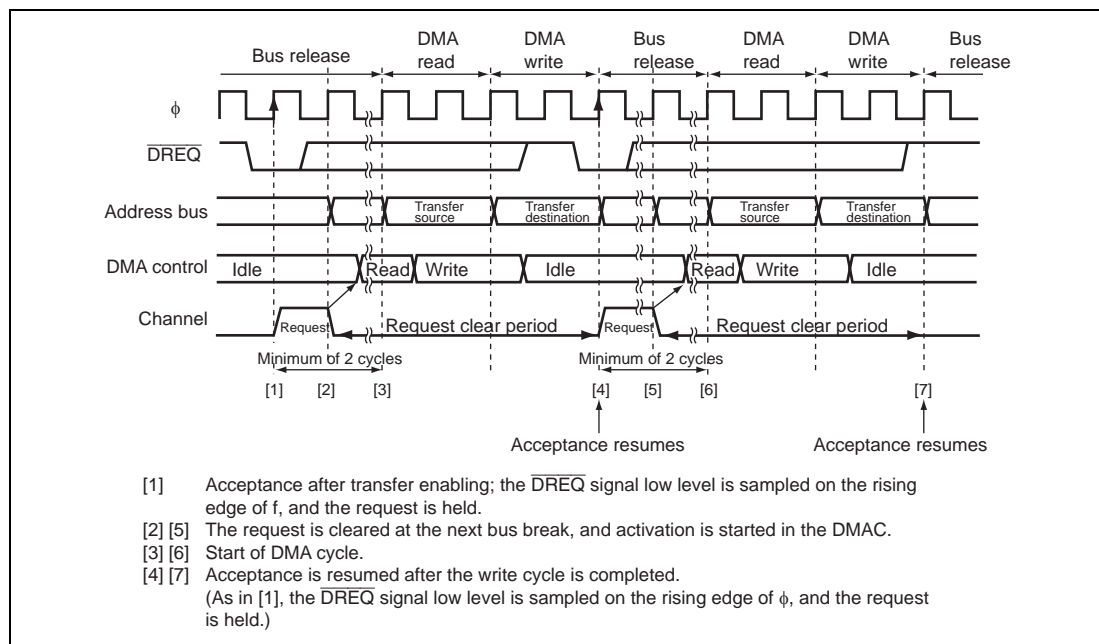 Bus release
DMA read
DMA write
Bus release
DMA read
DMA write
Bus release
φ
DREQ
Address bus
Transfer source
Transfer destination
Transfer source
Transfer destination
DMA control
Idle
Read
Write
Idle
Read
Write
Idle
Channel
Request
Request clear period
Request
Request clear period
Minimum of 2 cycles
Minimum of 2 cycles
[1]
[2]
[3]
[4]
[5]
[6]
[7]
Acceptance resumes
Acceptance resumes
[1] Acceptance after transfer enabling; the DREQ signal low level is sampled on the rising
edge of f, and the request is held.
[2] [5] The request is cleared at the next bus break, and activation is started in the DMAC.
[3] [6] Start of DMA cycle.
[4] [7] Acceptance is resumed after the write cycle is completed.
(As in [1], the DREQ signal low level is sampled on the rising edge of φ, and the request
is held.)